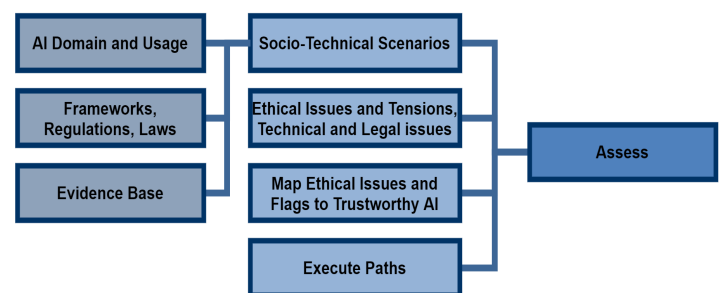 AI Domain and Usage
Frameworks,
Regulations, Laws
Evidence Base
Socio-Technical Scenarios
Ethical Issues and Tensions,
Technical and Legal issues
Map Ethical Issues and
Flags to Trustworthy AI
Execute Paths
Assess